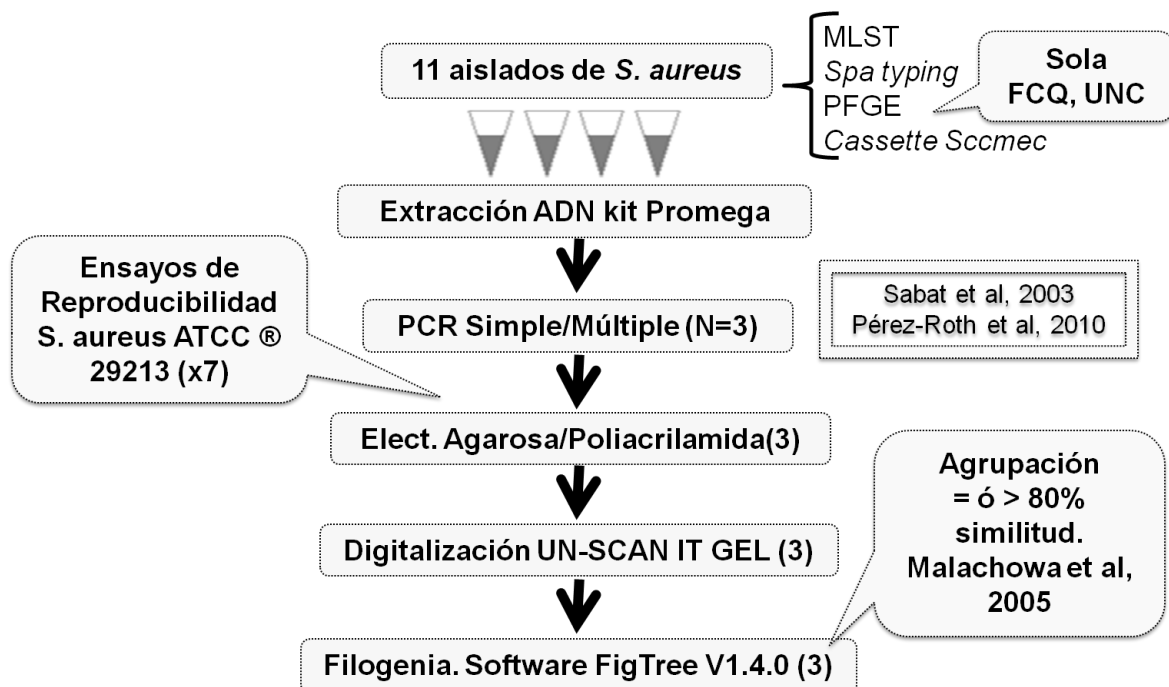 11 aislados de S. aureus
MLST
Spa typing
PFGE
Cassette Sccmec
Sola
FCQ, UNC
Extracción ADN kit Promega
Ensayos de
Reproducibilidad
S. aureus ATCC ®
29213 (x7)
PCR Simple/Múltiple (N=3)
Sabat et al, 2003
Pérez-Roth et al, 2010
Elect. Agarosa/Poliacrilamida(3)
Agrupación
= ó > 80%
similitud.
Malachowa et al,
2005
Digitalización UN-SCAN IT GEL (3)
Filogenia. Software FigTree V1.4.0 (3)